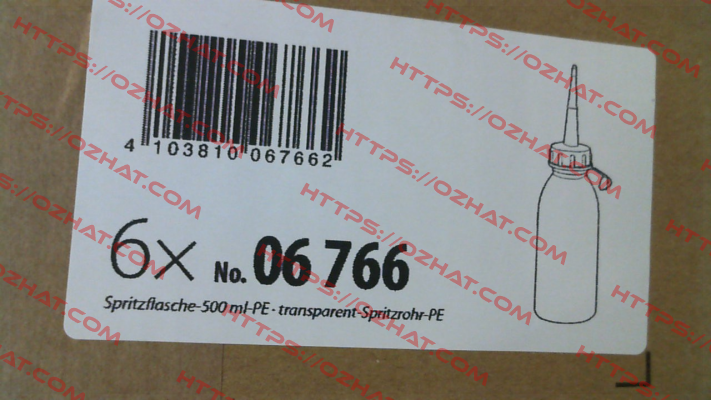 4 103810 067662
6x No. 06 766
Spritzflasche-500 ml-PE · transparent-Spritzrohr-PE
HTTPS://OZHAT.COM